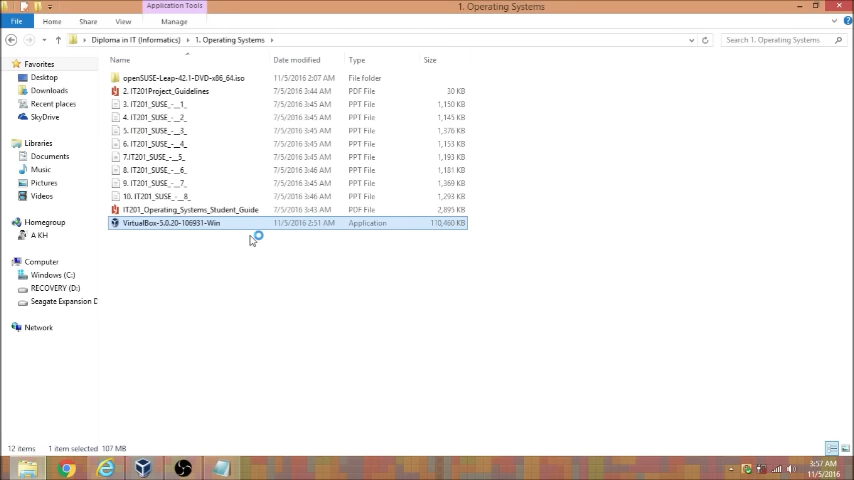 Application Tools
1. Operating Systems
File Home Share View Manage
Diploma in IT (Informatics) 1. Operating Systems
Search 1. Operating Systems
Name Date modified Type Size
Favorites
Desktop
Downloads
Recent places
SkyDrive
Libraries
Documents
Music
Pictures
Videos
Homegroup
A KH
Computer
Windows (C:)
RECOVERY (D:)
Seagate Expansion D
Network
openSUSE-Leap-42.1-DVD-x86_64.iso 11/5/2016 2:07 AM File folder
2. IT201Project_Guidelines 7/5/2016 3:44 AM PDF File 30 KB
3. IT201_SUSE_-__1_ 7/5/2016 3:45 AM PPT File 1,150 KB
4. IT201_SUSE_-__2_ 7/5/2016 3:45 AM PPT File 1,145 KB
5. IT201_SUSE_-__3_ 7/5/2016 3:45 AM PPT File 1,376 KB
6. IT201_SUSE_-__4_ 7/5/2016 3:45 AM PPT File 1,153 KB
7.IT201_SUSE_-__5_ 7/5/2016 3:45 AM PPT File 1,193 KB
8. IT201_SUSE_-__6_ 7/5/2016 3:46 AM PPT File 1,181 KB
9. IT201_SUSE_-__7_ 7/5/2016 3:45 AM PPT File 1,369 KB
10. IT201_SUSE_-__8_ 7/5/2016 3:46 AM PPT File 1,293 KB
IT201_Operating_Systems_Student_Guide 7/5/2016 3:43 AM PDF File 2,895 KB
VirtualBox-5.0.20-106931-Win 11/5/2016 2:51 AM Application 110,460 KB
12 items 1 item selected 107 MB
3:57 AM
11/5/2016